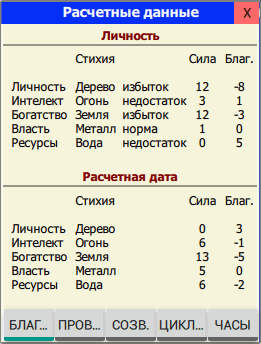 Расчетные данные X
Личность
Стихия Сила Благ.
Личность Дерево избыток 12 -8
Интелект Огонь недостаток 3 1
Богатство Земля избыток 12 -3
Власть Металл норма 1 0
Ресурсы Вода недостаток 0 5
Расчетная дата
Стихия Сила Благ.
Личность Дерево 0 3
Интелект Огонь 6 -1
Богатство Земля 13 -5
Власть Металл 5 0
Ресурсы Вода 6 -2
БЛАГ... ПРОВ... СОЗВ. ЦИКЛ... ЧАСЫ